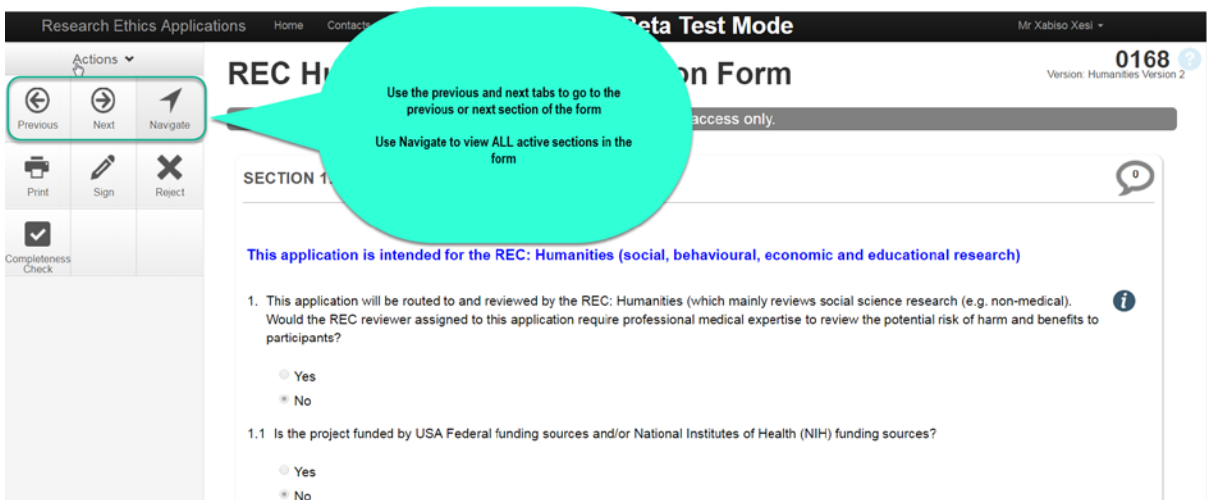 Research Ethics Applications Home Contacts Beta Test Mode Mr Xabiso Xesi
Actions
Previous Next Navigate
Print Sign Reject
Completeness
Check
REC H on Form
0168
Version: Humanities Version 2
access only.
Use the previous and next tabs to go to the
previous or next section of the form
Use Navigate to view ALL active sections in the
form
SECTION 1
0
This application is intended for the REC: Humanities (social, behavioural, economic and educational research)
1. This application will be routed to and reviewed by the REC: Humanities (which mainly reviews social science research (e.g. non-medical).
Would the REC reviewer assigned to this application require professional medical expertise to review the potential risk of harm and benefits to
participants?
Yes
No
1.1 Is the project funded by USA Federal funding sources and/or National Institutes of Health (NIH) funding sources?
Yes
No